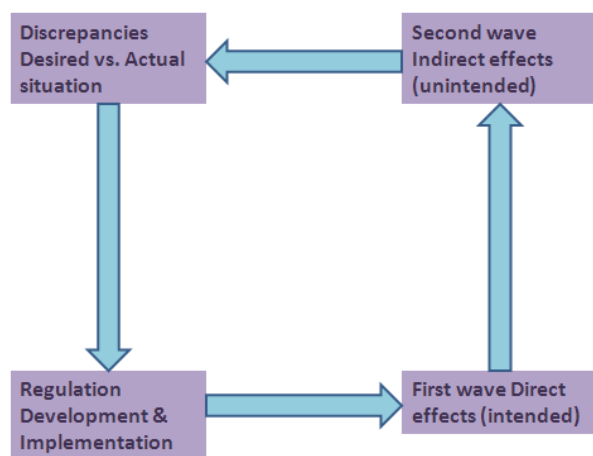 Discrepancies
Desired vs. Actual
situation
Second wave
Indirect effects
(unintended)
Regulation
Development &
Implementation
First wave Direct
effects (intended)